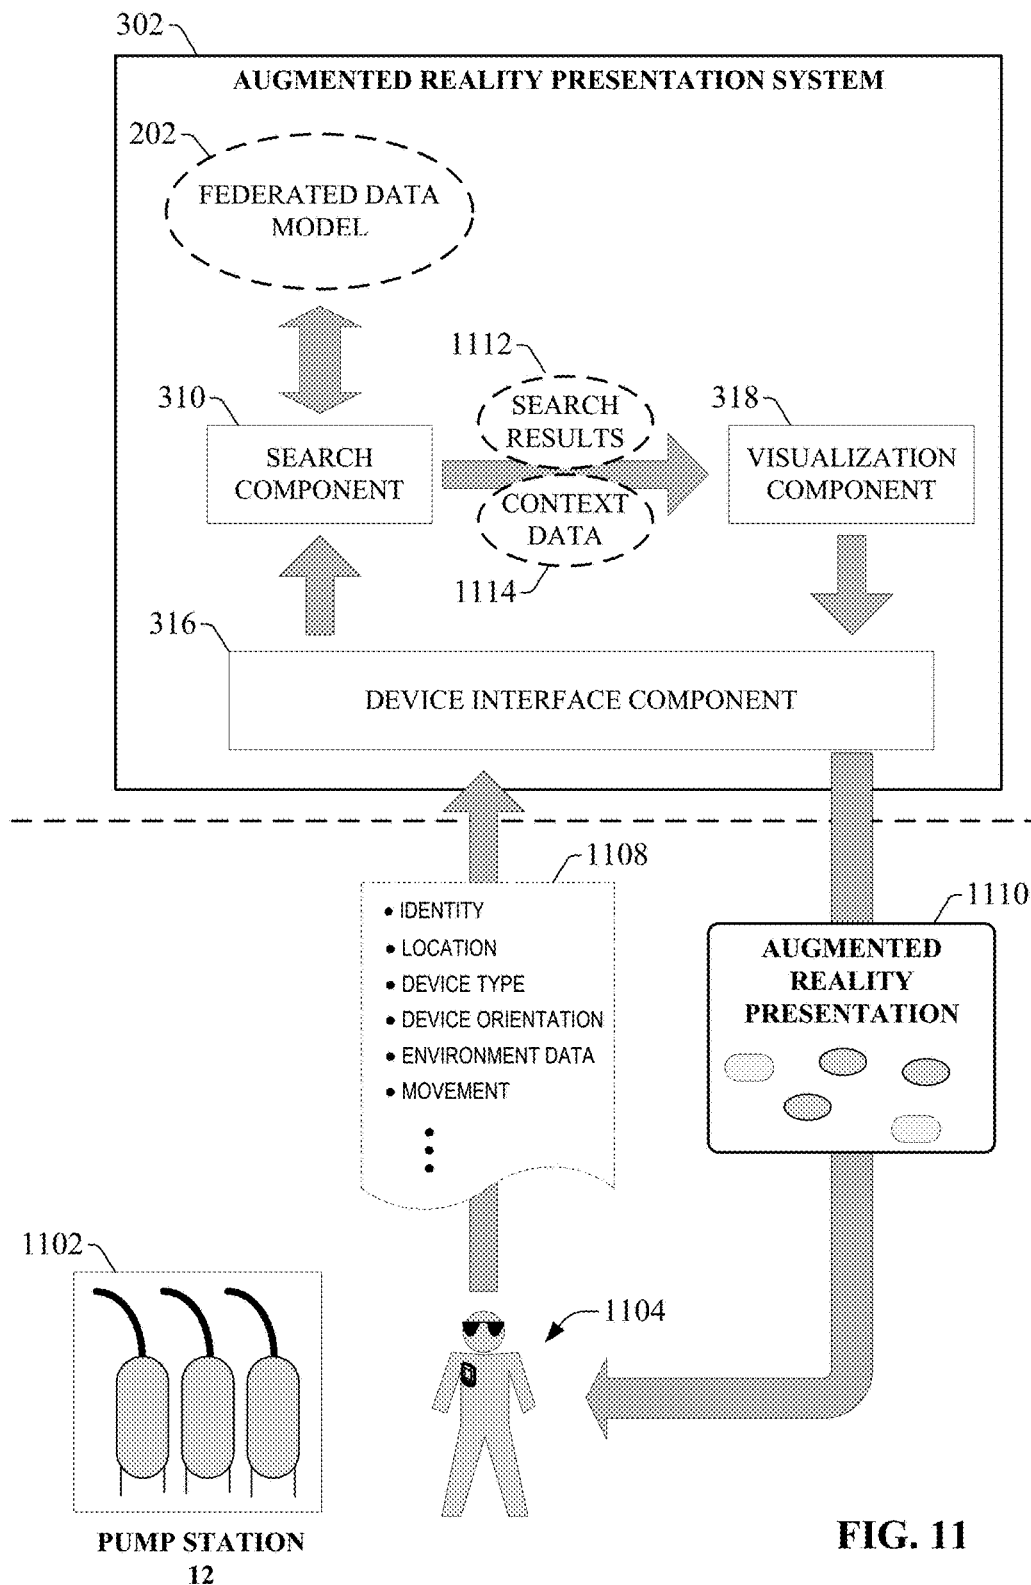 302
AUGMENTED REALITY PRESENTATION SYSTEM
202
FEDERATED DATA
MODEL
1112
310
SEARCH
RESULTS
318
SEARCH
COMPONENT
VISUALIZATION
COMPONENT
CONTEXT
DATA
1114
316
DEVICE INTERFACE COMPONENT
1108
• IDENTITY
• LOCATION
• DEVICE TYPE
• DEVICE ORIENTATION
• ENVIRONMENT DATA
• MOVEMENT
1110
AUGMENTED
REALITY
PRESENTATION
1102
1104
PUMP STATION
12
FIG. 11